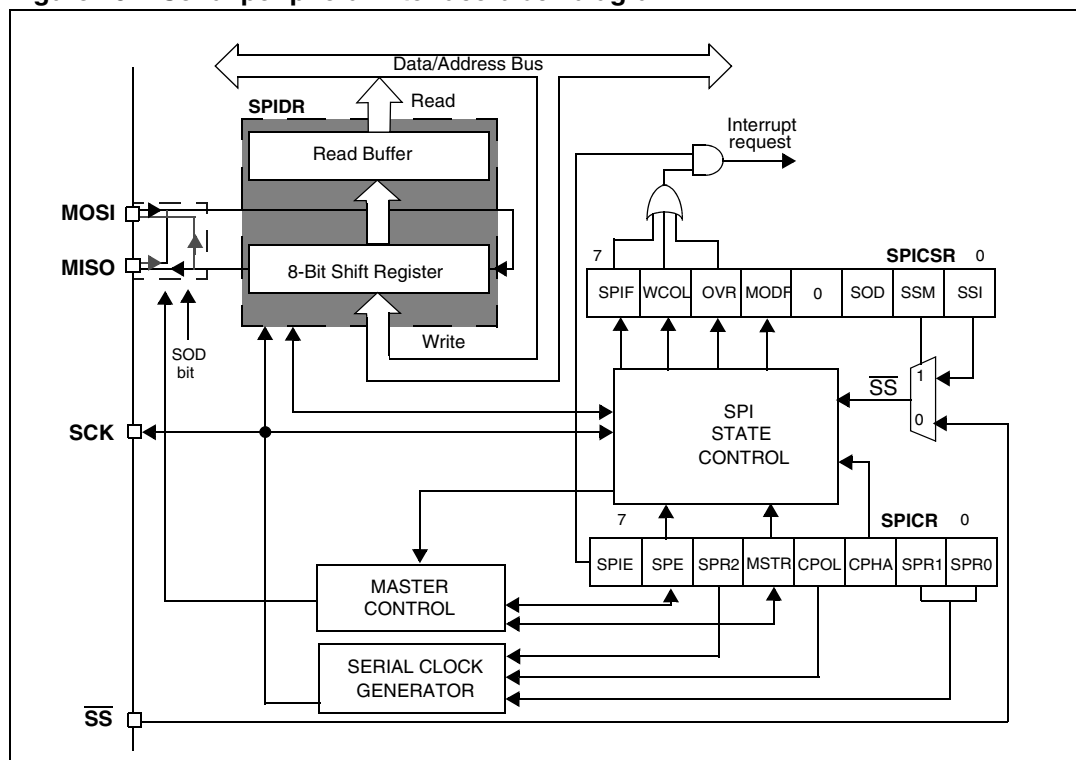 Data/Address Bus
SPIDR
Read
Read Buffer
Interrupt
request
MOSI
MISO
8-Bit Shift Register
Write
SOD
bit
SCK
7
SPICSR
0
SPIF WCOL OVR MODF 0 SOD SSM SSI
SS
1
0
SPI
STATE
CONTROL
7
SPICR
0
SPIE SPE SPR2 MSTR CPOL CPHA SPR1 SPR0
MASTER
CONTROL
SERIAL CLOCK
GENERATOR
SS